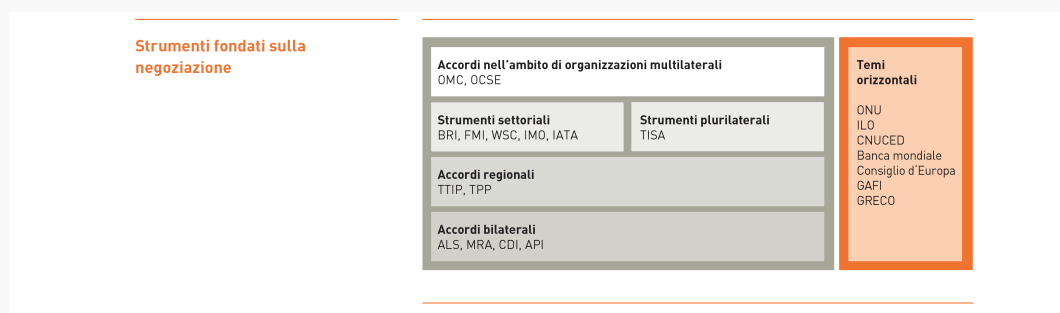 Strumenti fondati sulla
negoziazione
Accordi nell'ambito di organizzazioni multilaterali
OMC, OCSE
Strumenti settoriali
BRI, FMI, WSC, IMO, IATA
Strumenti plurilaterali
TISA
Accordi regionali
TTIP, TPP
Accordi bilaterali
ALS, MRA, CDI, API
Temi
orizzontali
ONU
ILO
CNUCED
Banca mondiale
Consiglio d'Europa
GAFI
GRECO